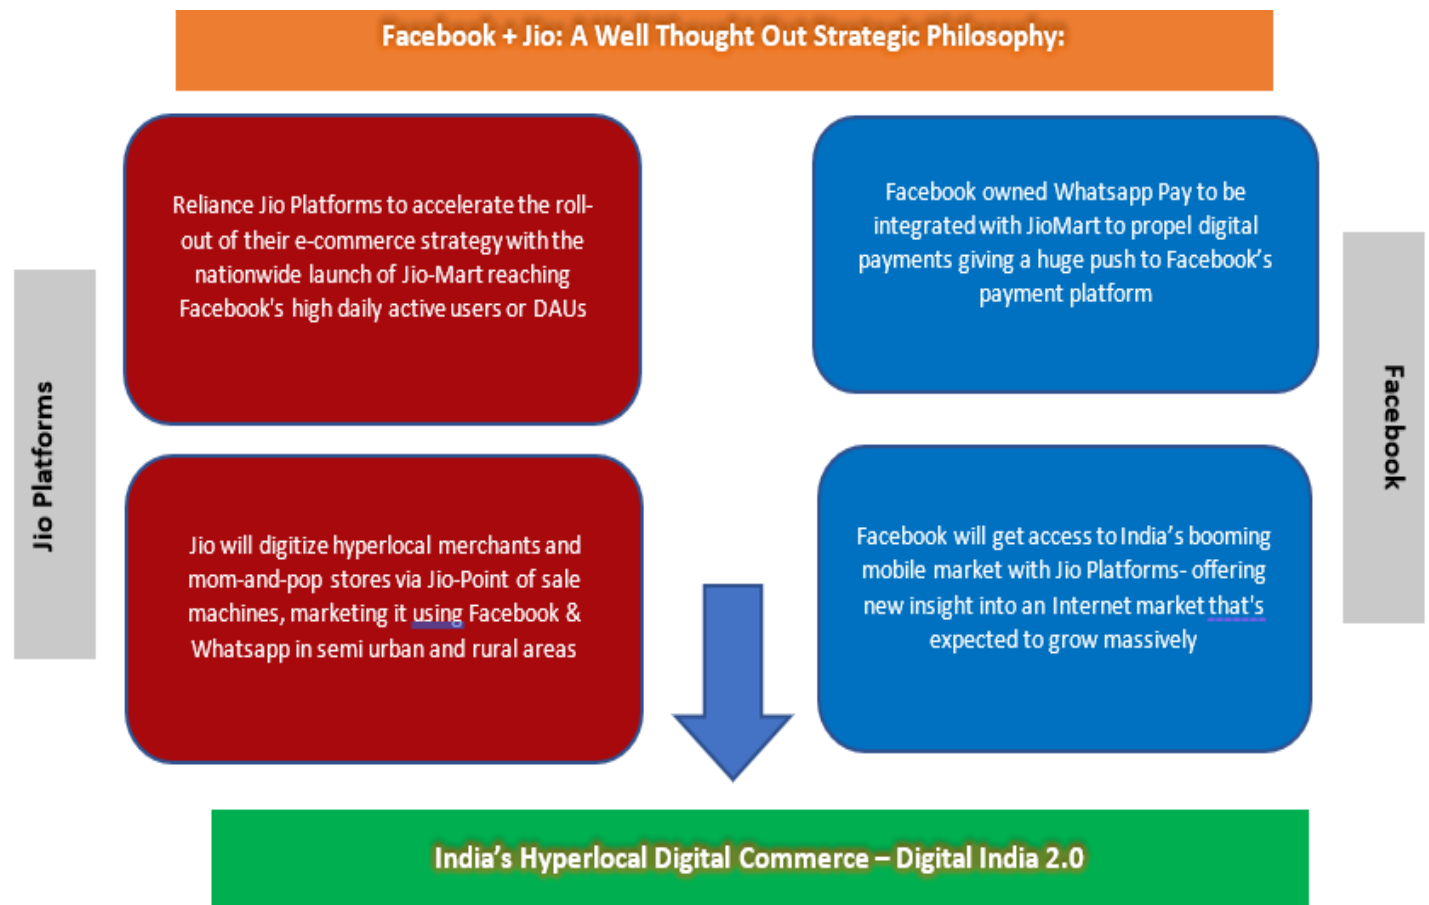 Facebook + Jio: A Well Thought Out Strategic Philosophy:
Jio Platforms
Reliance Jio Platforms to accelerate the roll-
out of their e-commerce strategy with the
nationwide launch of Jio-Mart reaching
Facebook's high daily active users or DAUs
Facebook owned Whatsapp Pay to be
integrated with JioMart to propel digital
payments giving a huge push to Facebook’s
payment platform
Facebook
Jio will digitize hyperlocal merchants and
mom-and-pop stores via Jio-Point of sale
machines, marketing it using Facebook &
Whatsapp in semi urban and rural areas
Facebook will get access to India’s booming
mobile market with Jio Platforms- offering
new insight into an Internet market that's
expected to grow massively
India’s Hyperlocal Digital Commerce – Digital India 2.0